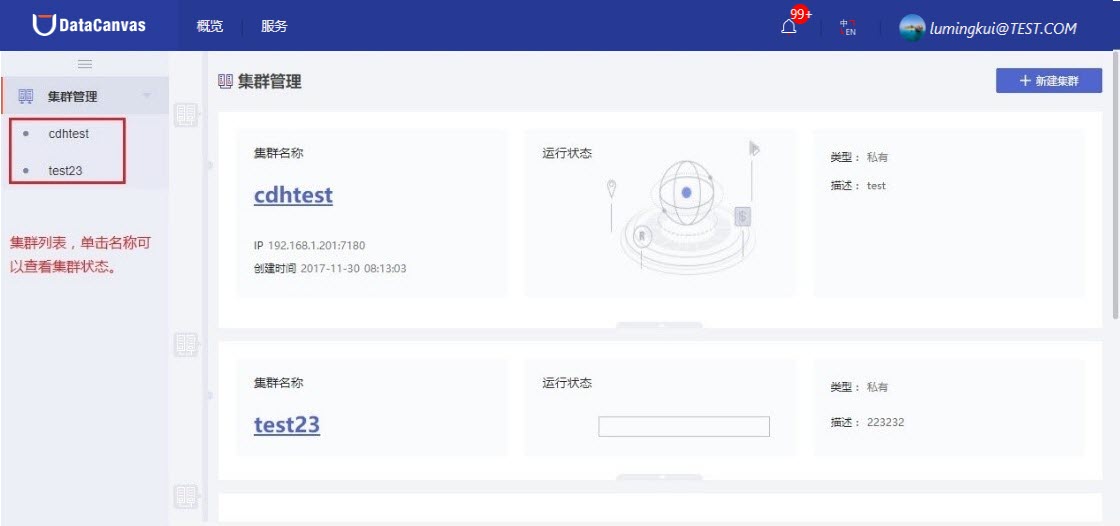 DataCanvas
概览
服务
99+
中
EN
lumingkui@TEST.COM
集群管理
cdhtest
test23
集群列表，单击名称可
以查看集群状态。
集群管理
+ 新建集群
集群名称
cdhtest
IP 192.168.1.201:7180
创建时间 2017-11-30 08:13:03
运行状态
R
$
类型： 私有
描述： test
集群名称
test23
运行状态
类型： 私有
描述： 223232